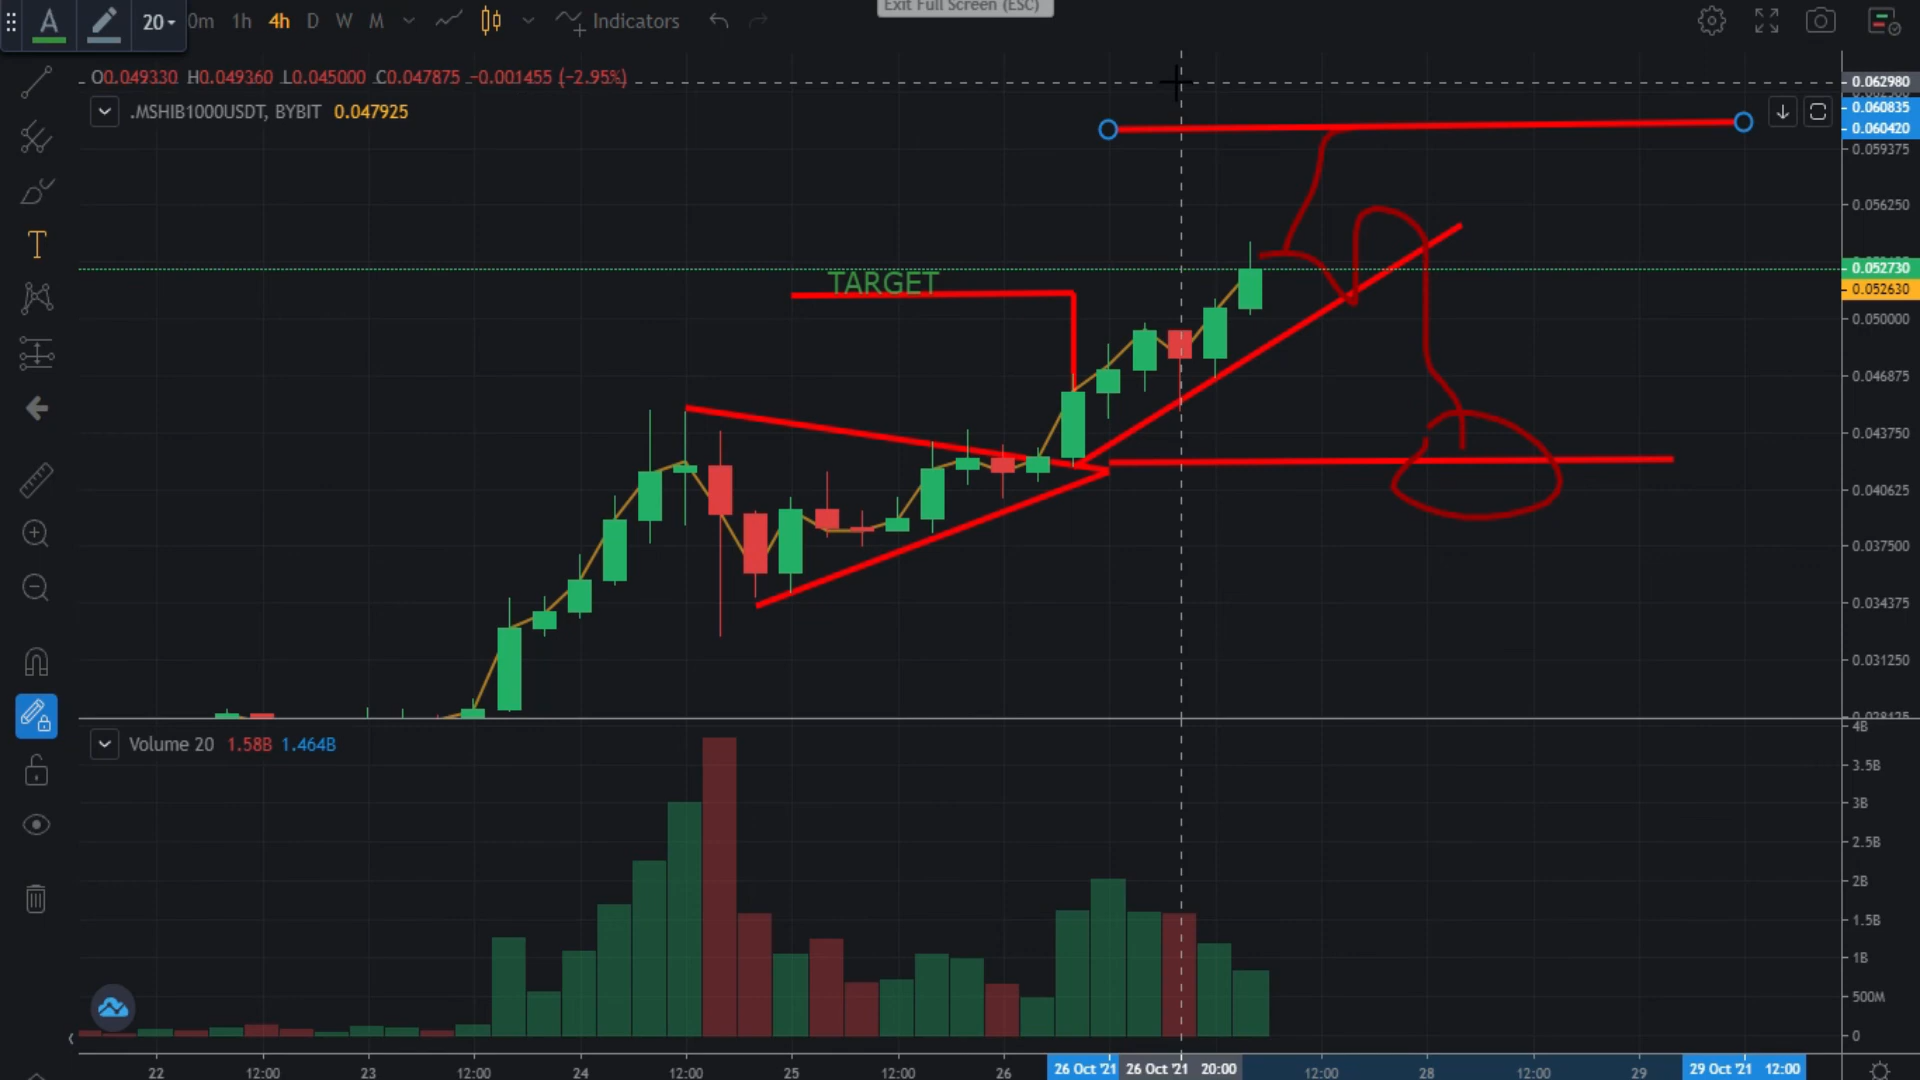 Exit Full Screen (ESC)
A 20 0m 1h 4h D W M Indicators
O0.049330 H0.049360 L0.045000 C0.047875 −0.001455 (−2.95%)
.MSHIB1000USDT, BYBIT 0.047925
T
TARGET
0.062980
0.060835
0.060420
0.059375
0.056250
0.052730
0.052630
0.050000
0.046875
0.043750
0.040625
0.037500
0.034375
0.031250
0.028125
Volume 20 1.58B 1.464B
4B
3.5B
3B
2.5B
2B
1.5B
1B
500M
0
22 12:00 23 12:00 24 12:00 25 12:00 26 26 Oct '21 26 Oct '21 20:00 12:00 28 12:00 29 29 Oct '21 12:00